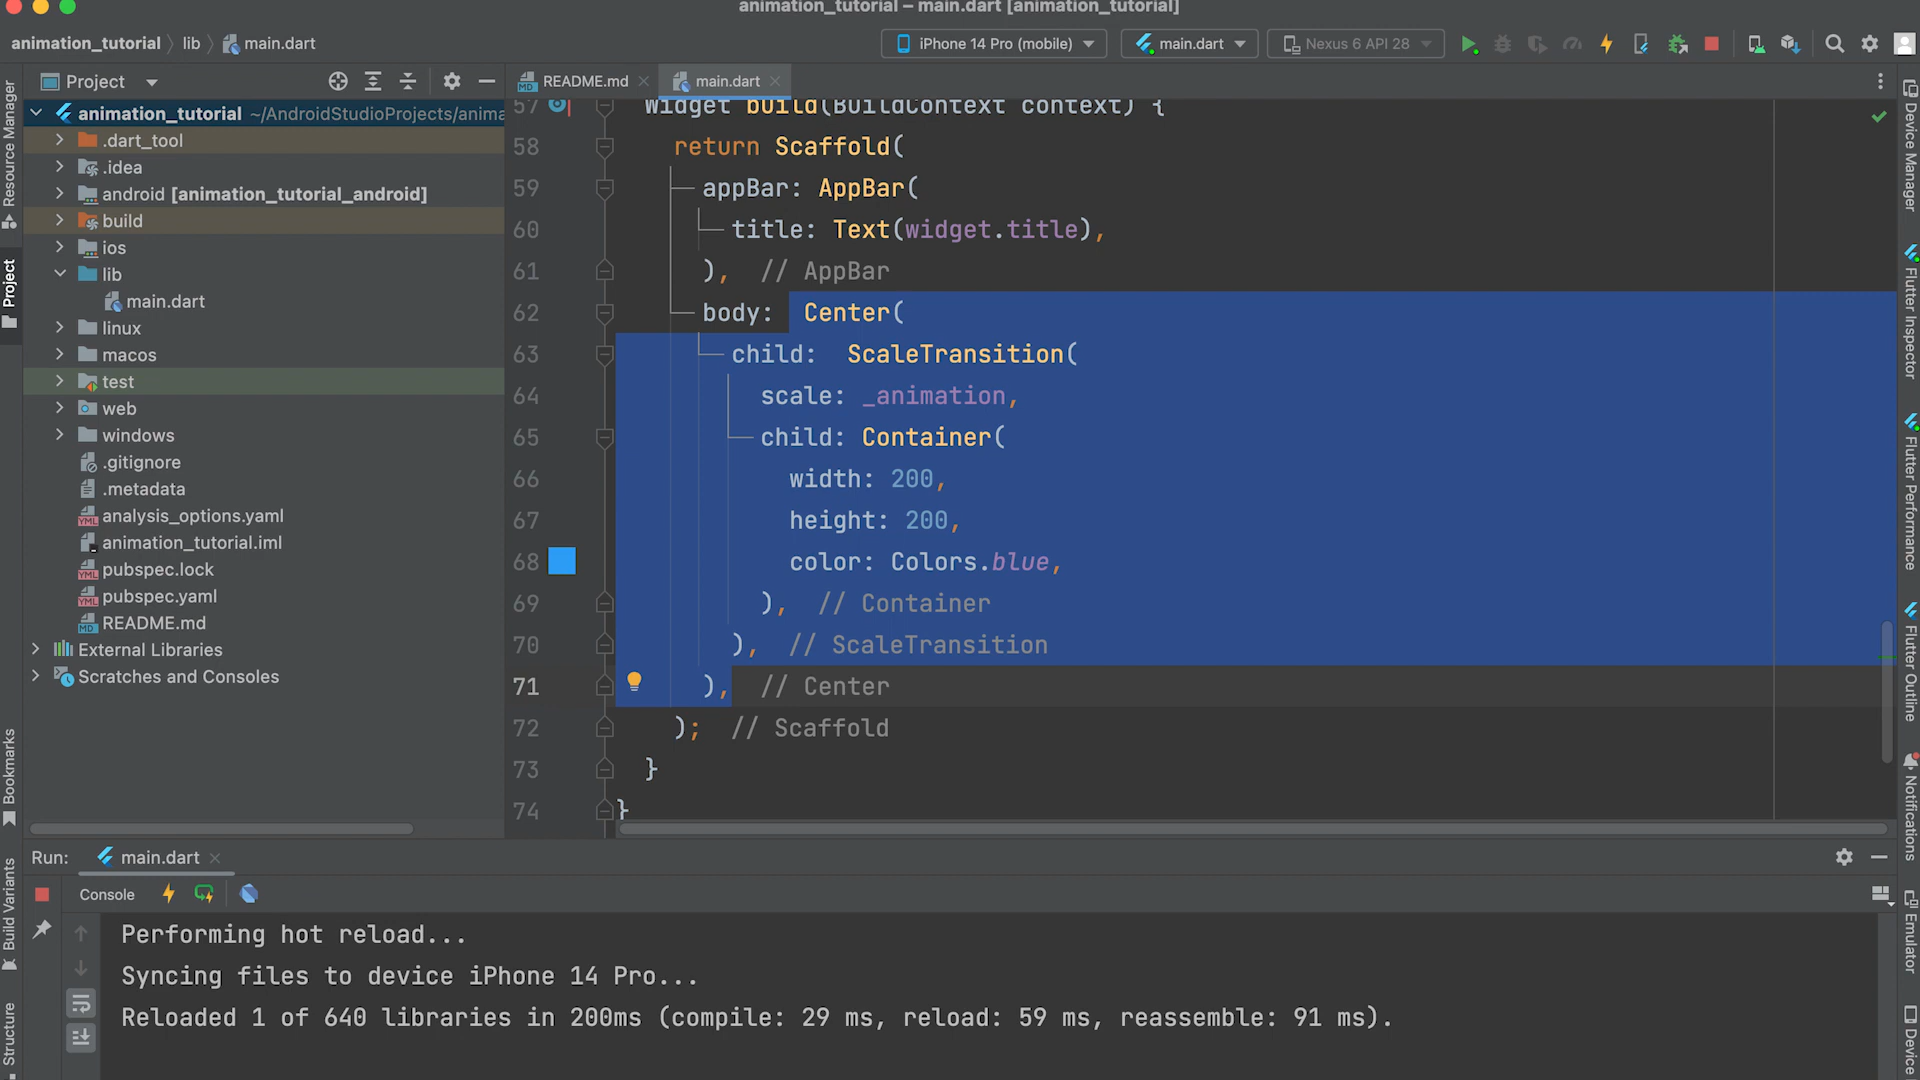 animation_tutorial – main.dart [animation_tutorial]
animation_tutorial
lib
main.dart
iPhone 14 Pro (mobile)
main.dart
Nexus 6 API 28
Project
README.md
main.dart
animation_tutorial ~/AndroidStudioProjects/anima
.dart_tool
.idea
android [animation_tutorial_android]
build
ios
lib
main.dart
linux
macos
test
web
windows
.gitignore
.metadata
analysis_options.yaml
animation_tutorial.iml
pubspec.lock
pubspec.yaml
README.md
External Libraries
Scratches and Consoles
57 Widget build(BuildContext context) {
58 return Scaffold(
59 appBar: AppBar(
60 title: Text(widget.title),
61 ), // AppBar
62 body: Center(
63 child: ScaleTransition(
64 scale: _animation,
65 child: Container(
66 width: 200,
67 height: 200,
68 color: Colors.blue,
69 ), // Container
70 ), // ScaleTransition
71 ), // Center
72 ); // Scaffold
73 }
74 }
Resource Manager
Project
Bookmarks
Build Variants
Structure
Device Manager
Flutter Inspector
Flutter Performance
Flutter Outline
Notifications
Emulator
Device
Run:
main.dart
Console
Performing hot reload...
Syncing files to device iPhone 14 Pro...
Reloaded 1 of 640 libraries in 200ms (compile: 29 ms, reload: 59 ms, reassemble: 91 ms).